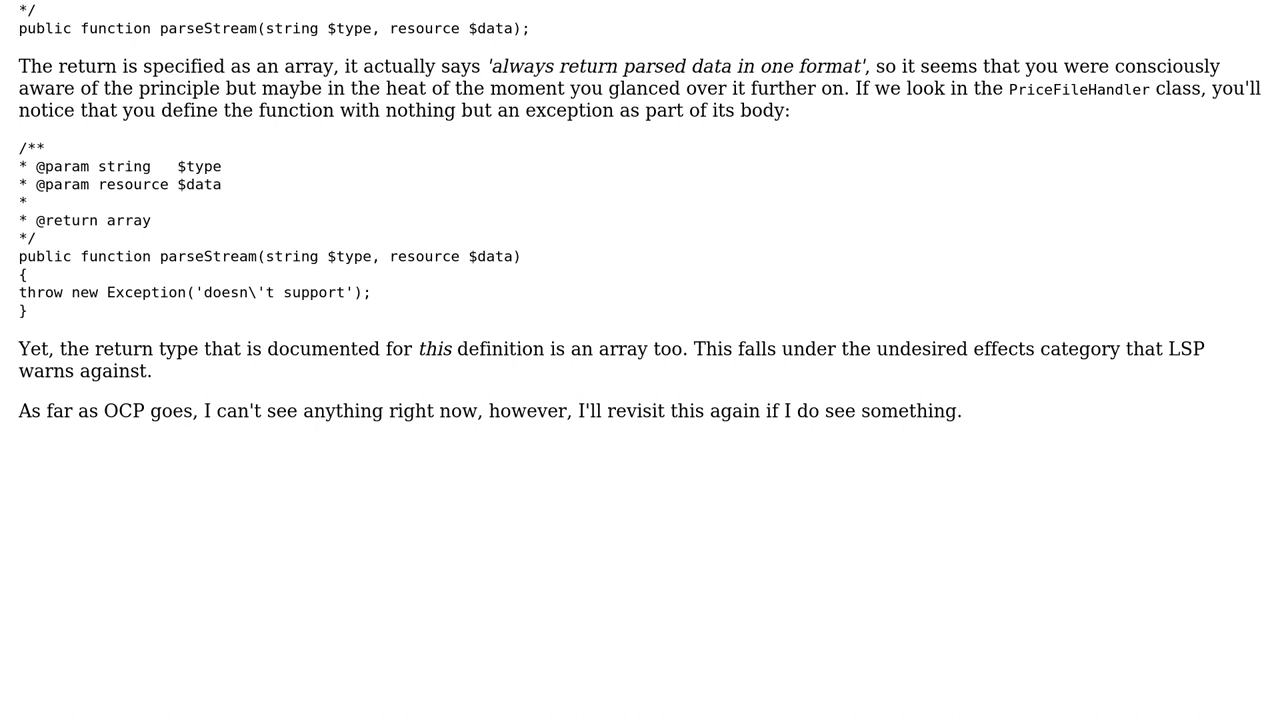 */
public function parseStream(string $type, resource $data);
The return is specified as an array, it actually says 'always return parsed data in one format', so it seems that you were consciously
aware of the principle but maybe in the heat of the moment you glanced over it further on. If we look in the PriceFileHandler class, you'll
notice that you define the function with nothing but an exception as part of its body:
/**
* @param string   $type
* @param resource $data
*
* @return array
*/
public function parseStream(string $type, resource $data)
{
throw new Exception('doesn\'t support');
}
Yet, the return type that is documented for this definition is an array too. This falls under the undesired effects category that LSP
warns against.
As far as OCP goes, I can't see anything right now, however, I'll revisit this again if I do see something.